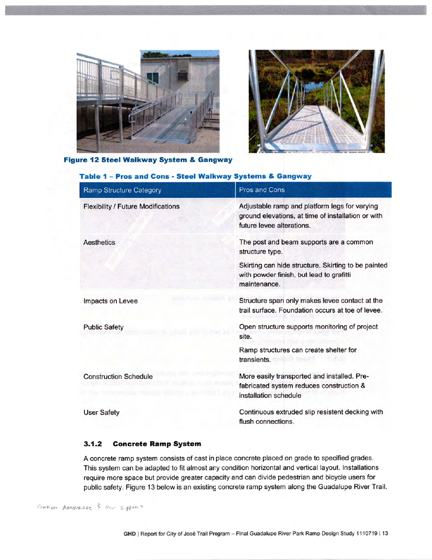 Figure 12 Steel Walkway System & Gangway
Table 1 – Pros and Cons - Steel Walkway Systems & Gangway
Ramp Structure Category
Pros and Cons
Flexibility / Future Modifications
Adjustable ramp and platform legs for varying
ground elevations, at time of installation or with
future levee alterations.
Aesthetics
The post and beam supports are a common
structure type.
Skirting can hide structure. Skirting to be painted
with powder finish, but lead to grafitti
maintenance.
Impacts on Levee
Structure span only makes levee contact at the
trail surface. Foundation occurs at toe of levee.
Public Safety
Open structure supports monitoring of project
site.
Ramp structures can create shelter for
transients.
Construction Schedule
More easily transported and installed. Pre-
fabricated system reduces construction &
installation schedule
User Safety
Continuous extruded slip resistent decking with
flush connections.
3.1.2 Concrete Ramp System
A concrete ramp system consists of cast in place concrete placed on grade to specified grades.
This system can be adapted to fit almost any condition horizontal and vertical layout. Installations
require more space but provide greater capacity and can divide pedestrian and bicycle users for
public safety. Figure 13 below is an existing concrete ramp system along the Guadalupe River Trail.
GHD | Report for City of José Trail Program – Final Guadalupe River Park Ramp Design Study 1110719 | 13